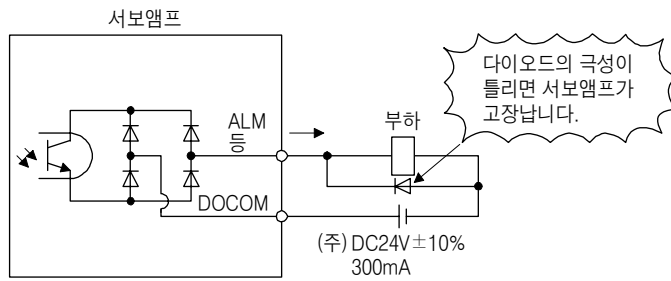 서보앰프
다이오드의 극성이
틀리면 서보앰프가
고장납니다.
ALM
등
부하
DOCOM
(주) DC24V±10%
300mA